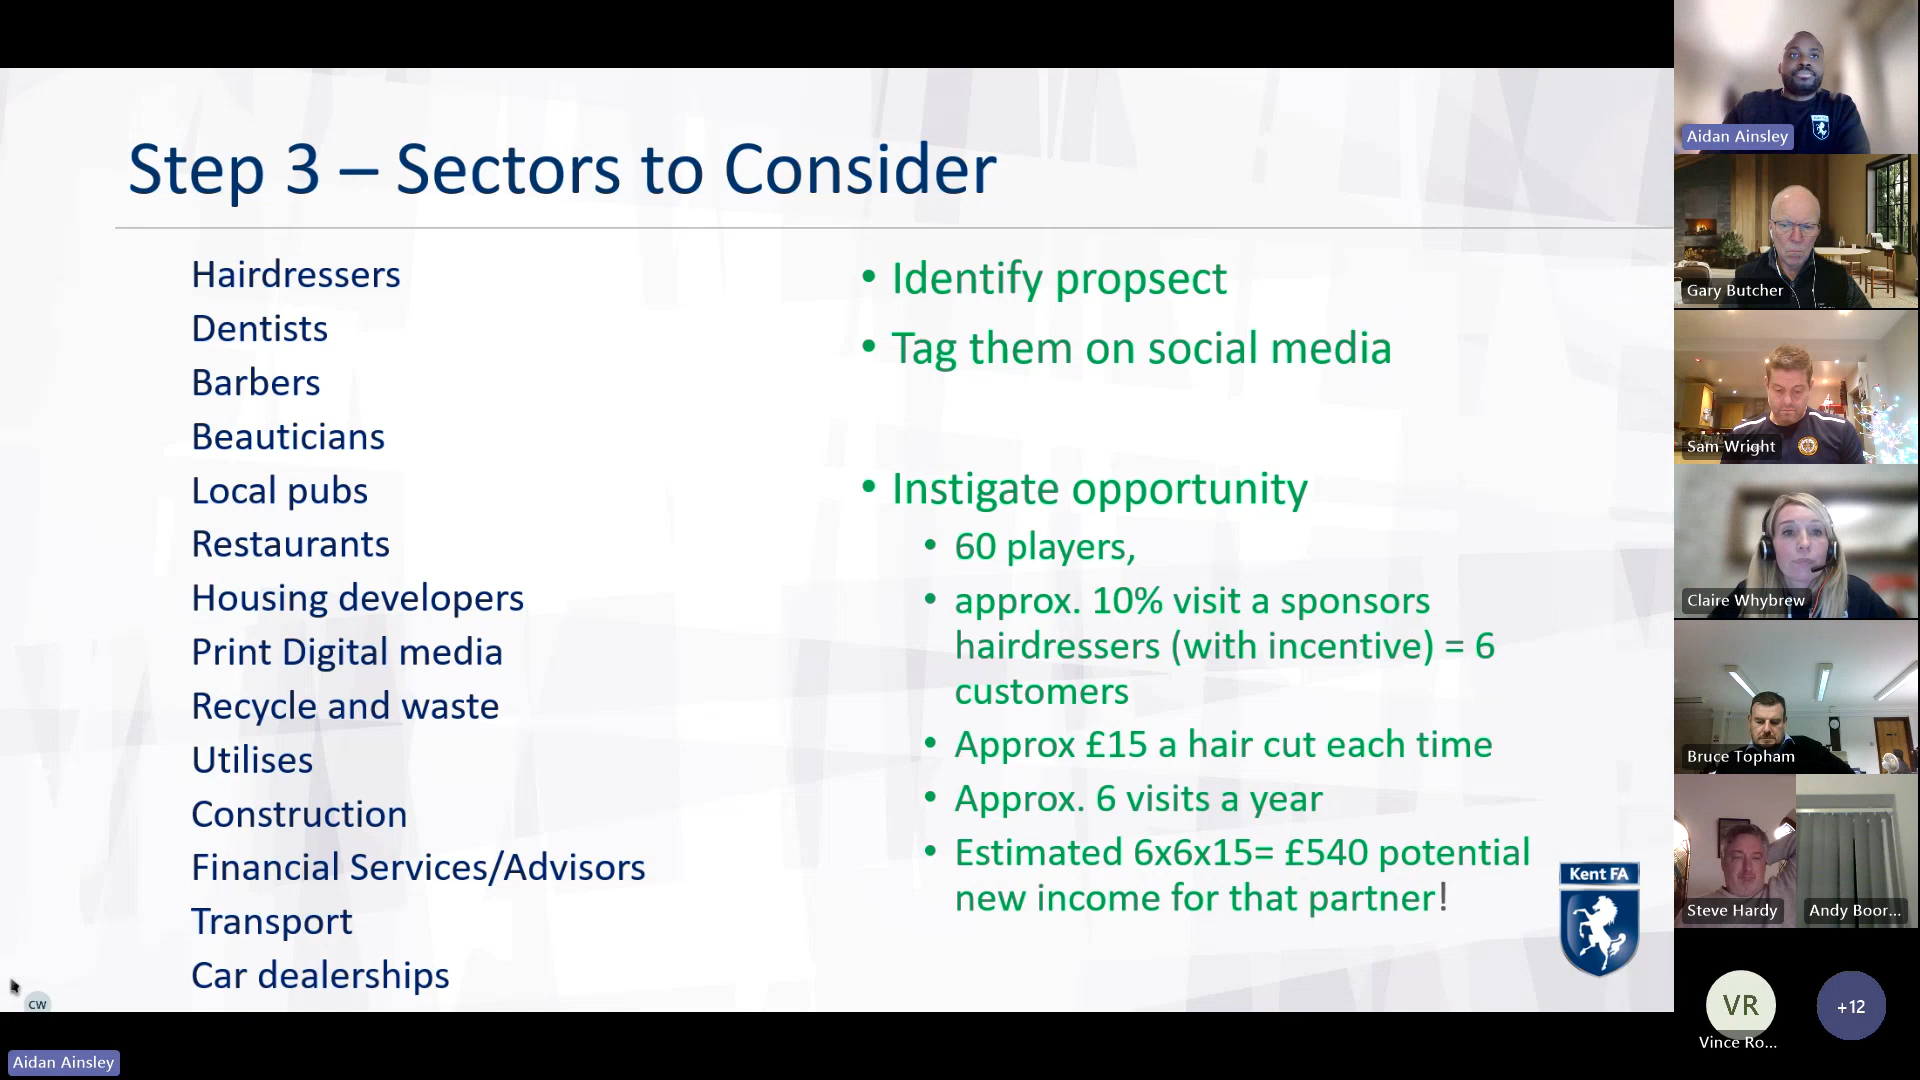 Step 3 – Sectors to Consider
Hairdressers
Dentists
Barbers
Beauticians
Local pubs
Restaurants
Housing developers
Print Digital media
Recycle and waste
Utilises
Construction
Financial Services/Advisors
Transport
Car dealerships
• Identify propsect
• Tag them on social media
• Instigate opportunity
• 60 players,
• approx. 10% visit a sponsors
hairdressers (with incentive) = 6
customers
• Approx £15 a hair cut each time
• Approx. 6 visits a year
• Estimated 6x6x15= £540 potential
new income for that partner!
Kent FA
CW
Aidan Ainsley
Aidan Ainsley
Gary Butcher
Sam Wright
Claire Whybrew
Bruce Topham
Steve Hardy
Andy Boor...
VR
Vince Ro...
+12